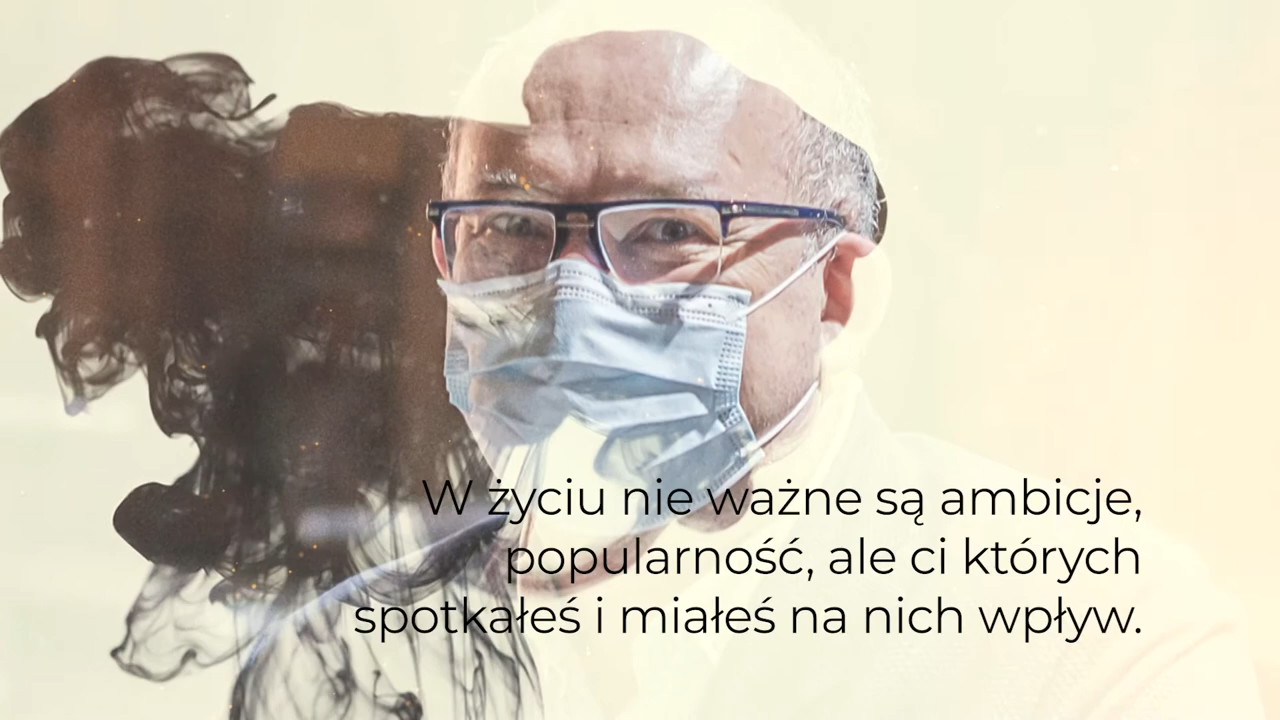 W życiu nie ważne są ambicje,
popularność, ale ci których
spotkałeś i miałeś na nich wpływ.